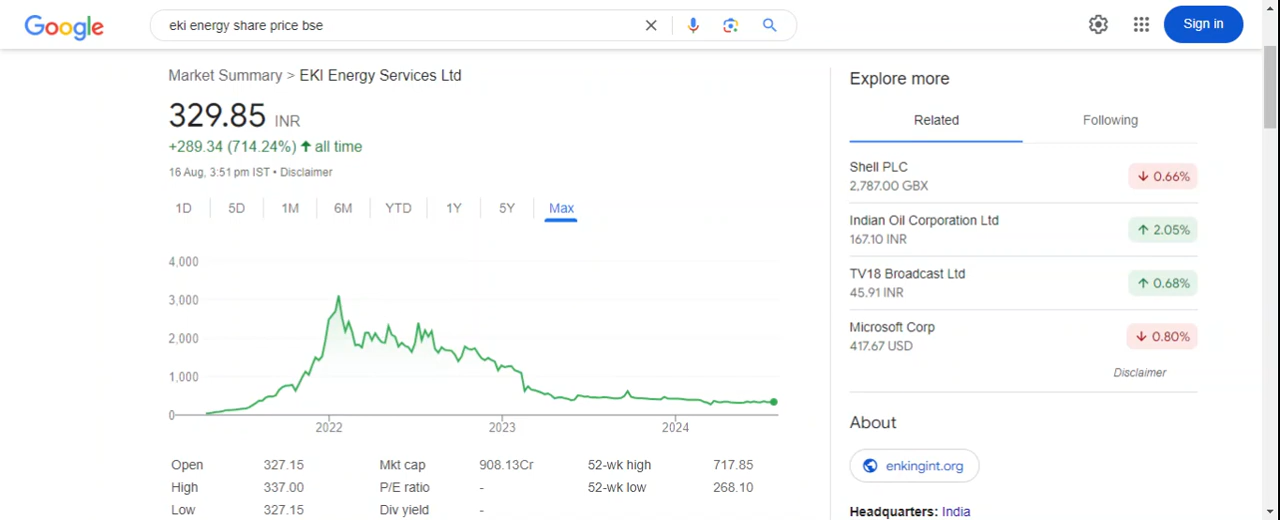 Google
eki energy share price bse
Sign in
Market Summary > EKI Energy Services Ltd
329.85 INR
+289.34 (714.24%) ↑ all time
16 Aug, 3:51 pm IST • Disclaimer
1D 5D 1M 6M YTD 1Y 5Y Max
4,000
3,000
2,000
1,000
0
2022 2023 2024
Open 327.15 Mkt cap 908.13Cr 52-wk high 717.85
High 337.00 P/E ratio - 52-wk low 268.10
Low 327.15 Div yield -
Explore more
Related Following
Shell PLC
2,787.00 GBX
↓ 0.66%
Indian Oil Corporation Ltd
167.10 INR
↑ 2.05%
TV18 Broadcast Ltd
45.91 INR
↑ 0.68%
Microsoft Corp
417.67 USD
↓ 0.80%
Disclaimer
About
enkingint.org
Headquarters: India